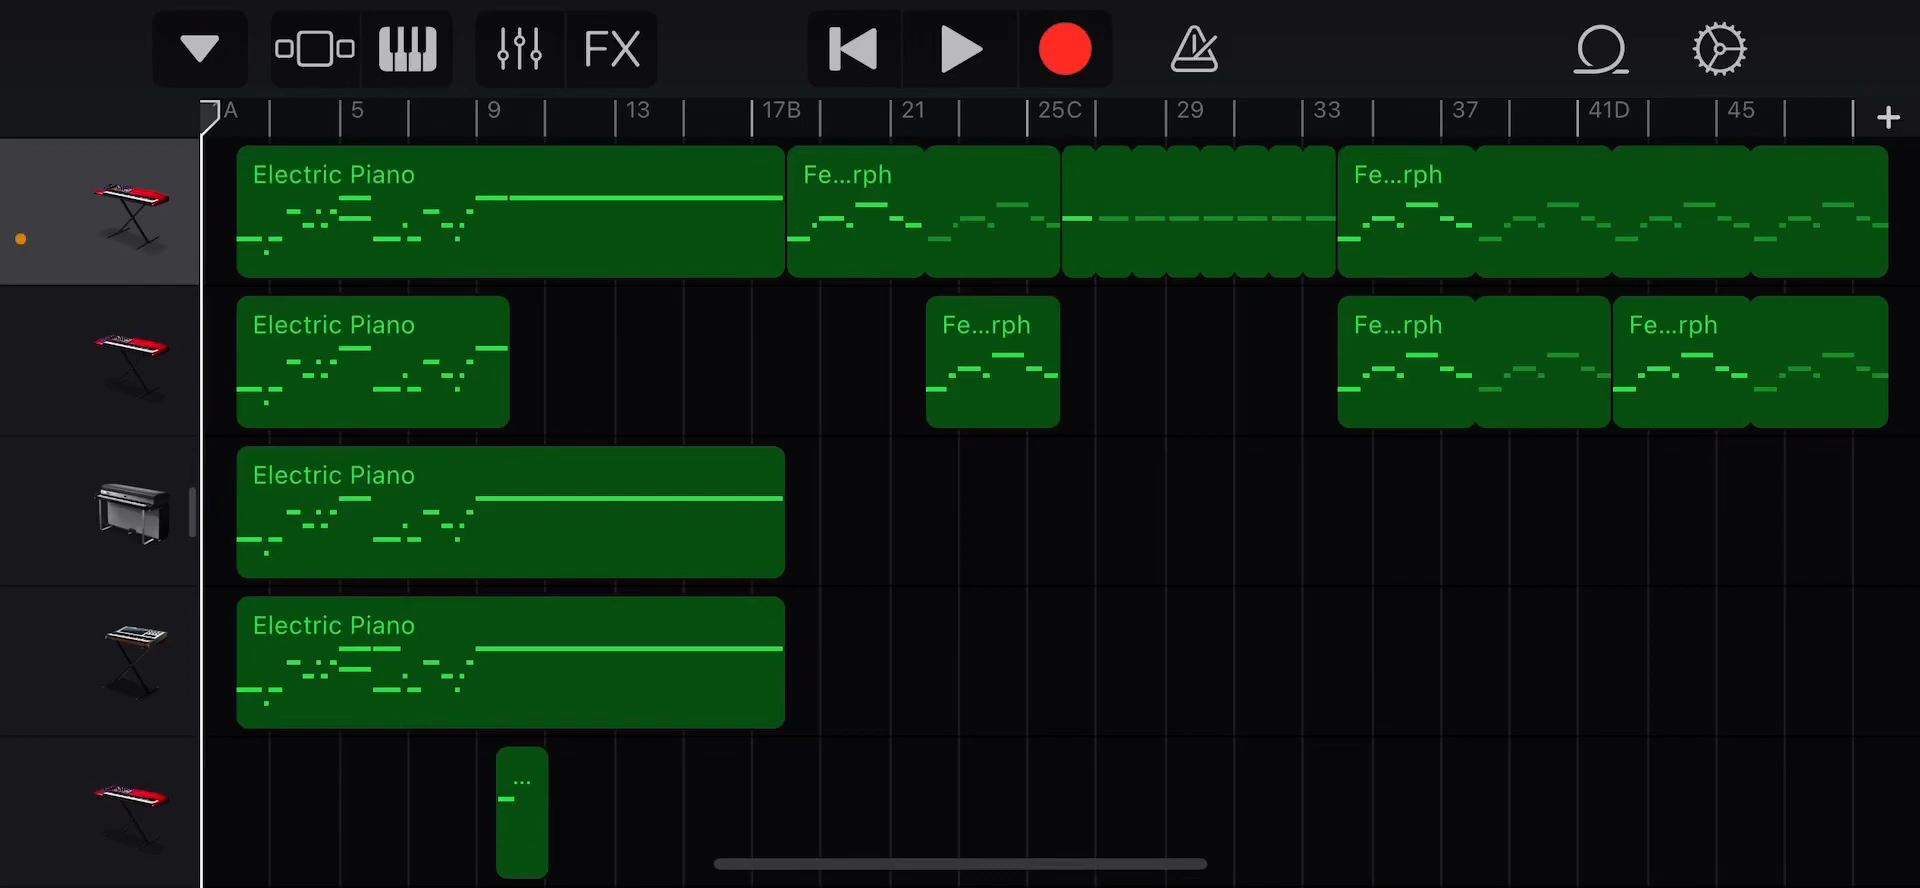 FX
A 5 9 13 17B 21 25C 29 33 37 41D 45 +
Electric Piano Fe...rph Fe...rph
Electric Piano Fe...rph Fe...rph Fe...rph
Electric Piano
Electric Piano
...